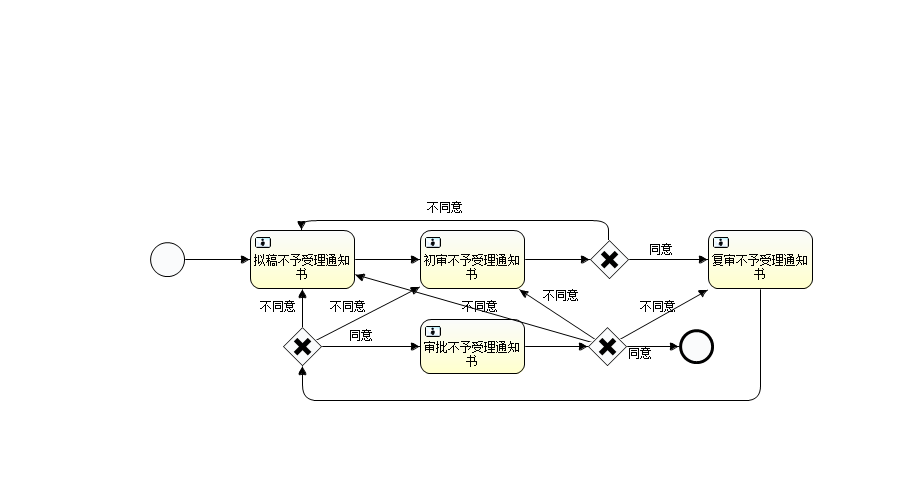 不同意
同意
拟稿不予受理通知
书
初审不予受理通知
书
复审不予受理通知
书
不同意
不同意
不同意
不同意
不同意
同意
审批不予受理通知
书
同意